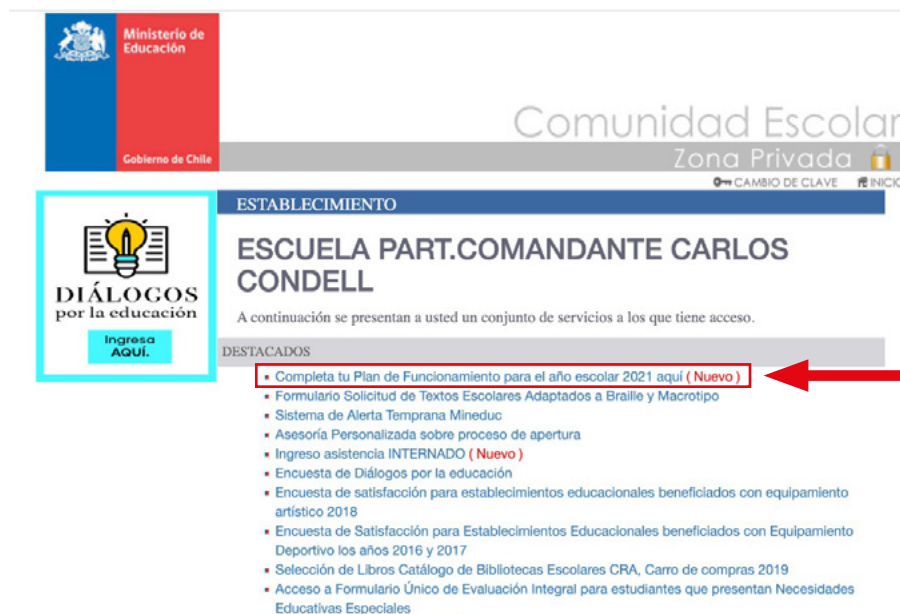 Ministerio de
Educación
Gobierno de Chile
Comunidad Escolar
Zona Privada
CAMBIO DE CLAVE INICIO
DIÁLOGOS
por la educación
Ingresa
AQUÍ.
ESTABLECIMIENTO
ESCUELA PART.COMANDANTE CARLOS
CONDELL
A continuación se presentan a usted un conjunto de servicios a los que tiene acceso.
DESTACADOS
Completa tu Plan de Funcionamiento para el año escolar 2021 aquí ( Nuevo )
Formulario Solicitud de Textos Escolares Adaptados a Braille y Macrotipo
Sistema de Alerta Temprana Mineduc
Asesoría Personalizada sobre proceso de apertura
Ingreso asistencia INTERNADO ( Nuevo )
Encuesta de Diálogos por la educación
Encuesta de satisfacción para establecimientos educacionales beneficiados con equipamiento
artístico 2018
Encuesta de Satisfacción para Establecimientos Educacionales beneficiados con Equipamiento
Deportivo los años 2016 y 2017
Selección de Libros Catálogo de Bibliotecas Escolares CRA, Carro de compras 2019
Acceso a Formulario Único de Evaluación Integral para estudiantes que presentan Necesidades
Educativas Especiales